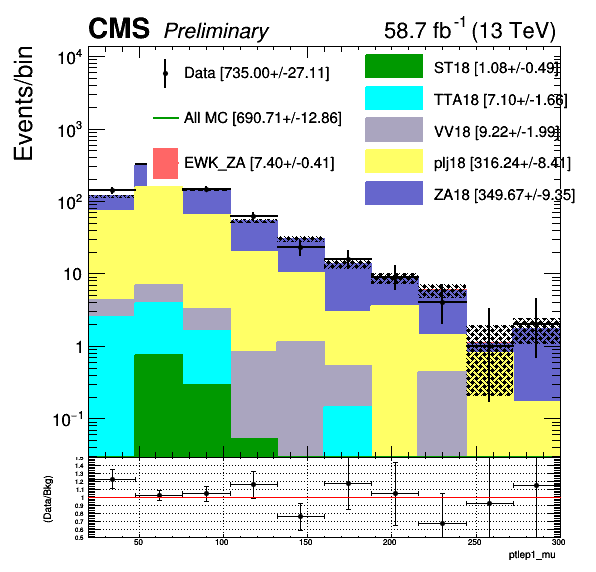 CMS Preliminary 58.7 fb⁻¹ (13 TeV)
Events/bin
10⁴
10³
10²
10
1
10⁻¹
Data [735.00+/-27.11]
All MC [690.71+/-12.86]
EWK_ZA [7.40+/-0.41]
ST18 [1.08+/-0.49]
TTA18 [7.10+/-1.66]
VV18 [9.22+/-1.99]
plj18 [316.24+/-8.41]
ZA18 [349.67+/-9.35]
(Data/Bkg)
1.5
1.4
1.3
1.2
1.1
1
0.9
0.8
0.7
0.6
0.5
50 100 150 200 250 300
ptlep1_mu